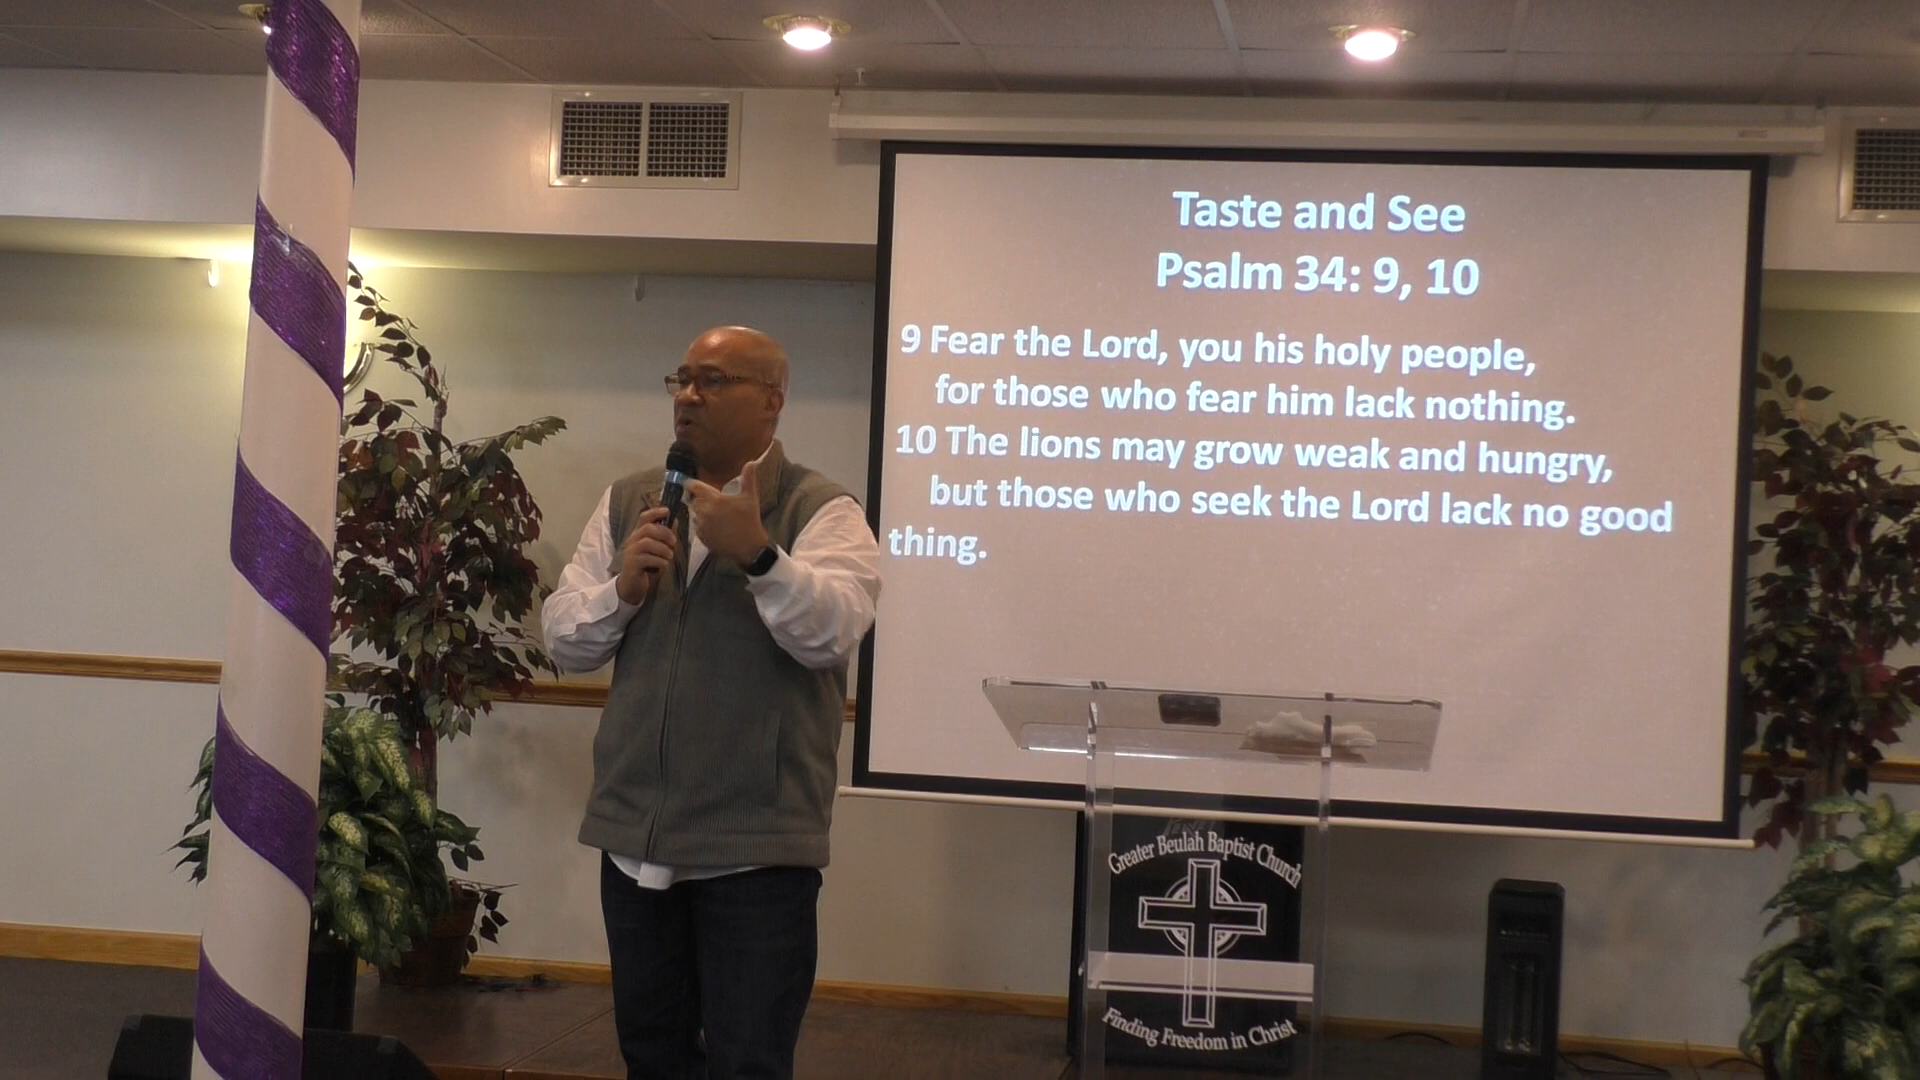 Taste and See
Psalm 34: 9, 10
9 Fear the Lord, you his holy people,
for those who fear him lack nothing.
10 The lions may grow weak and hungry,
but those who seek the Lord lack no good
thing.
Greater Beulah Baptist Church
Finding Freedom in Christ